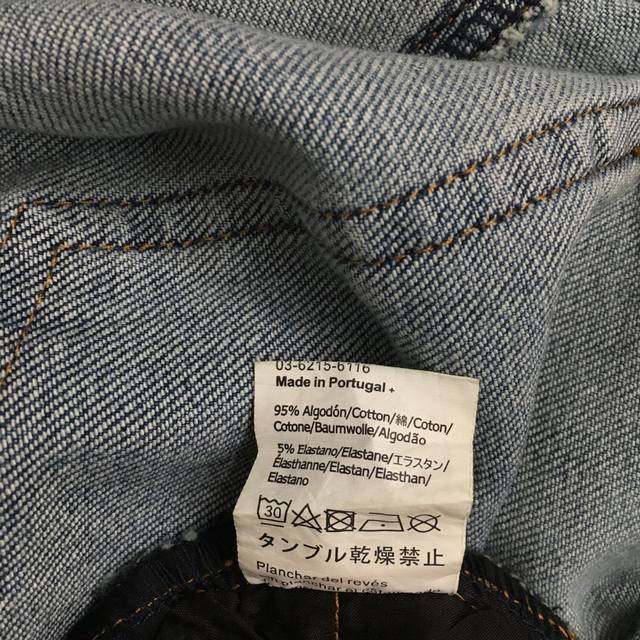 03-6215-6116
Made in Portugal +
95% Algodón/Cotton/綿/Coton/
Cotone/Baumwolle/Algodão
5% Elastano/Elastane/エラスタン/
Élasthanne/Elastan/Elasthan/
Elastano
30
タンブル乾燥禁止
Planchar del revés
planchar